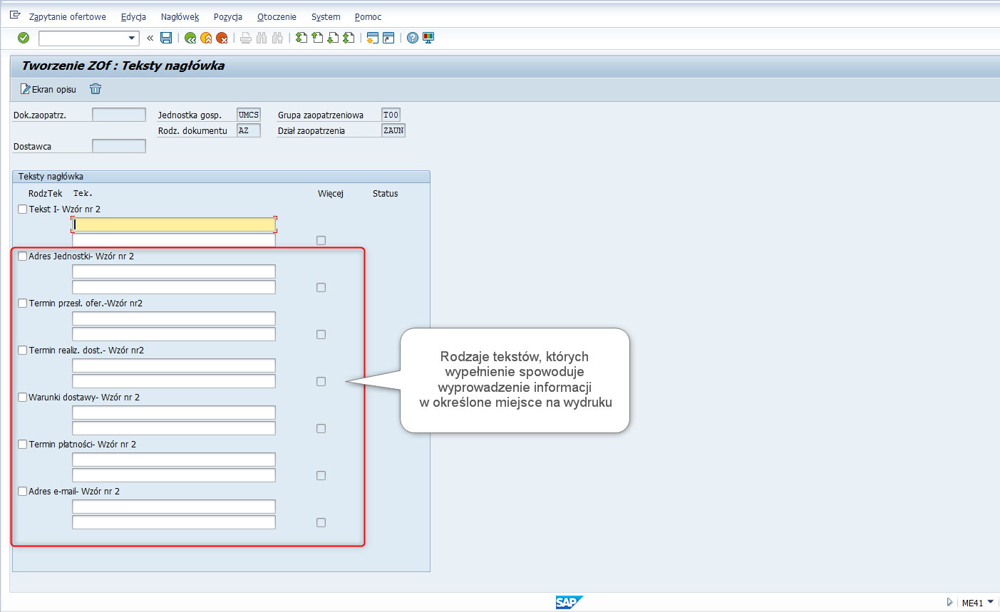 Zapytanie ofertowe Edycja Nagłówek Pozycja Otoczenie System Pomoc
«
Tworzenie ZOf : Teksty nagłówka
Ekran opisu
Dok.zaopatrz. Jednostka gosp. UMCS Grupa zaopatrzeniowa T00
Rodz. dokumentu AZ Dział zaopatrzenia ZAUN
Dostawca
Teksty nagłówka
RodzTek Tek. Więcej Status
Tekst I- Wzór nr 2
Adres Jednostki- Wzór nr 2
Termin przesł. ofer.-Wzór nr2
Termin realiz. dost.- Wzór nr2
Warunki dostawy- Wzór nr 2
Termin płatności- Wzór nr 2
Adres e-mail- Wzór nr 2
Rodzaje tekstów, których
wypełnienie spowoduje
wyprowadzenie informacji
w określone miejsce na wydruku
SAP
ME41